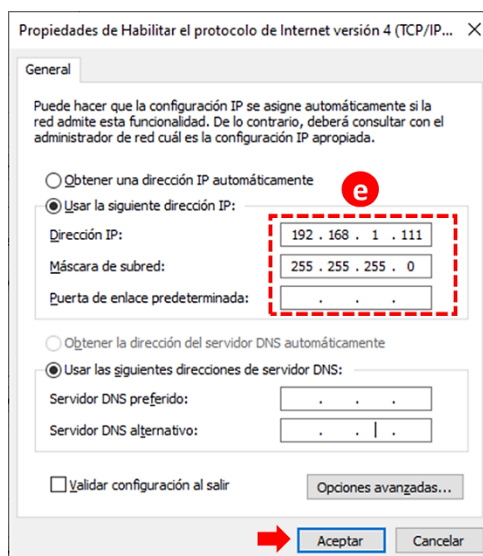 Propiedades de Habilitar el protocolo de Internet versión 4 (TCP/IP...
General
Puede hacer que la configuración IP se asigne automáticamente si la
red admite esta funcionalidad. De lo contrario, deberá consultar con el
administrador de red cuál es la configuración IP apropiada.
Obtener una dirección IP automáticamente
e
Usar la siguiente dirección IP:
Dirección IP: 192 . 168 . 1 . 111
Máscara de subred: 255 . 255 . 255 . 0
Puerta de enlace predeterminada: . . .
Obtener la dirección del servidor DNS automáticamente
Usar las siguientes direcciones de servidor DNS:
Servidor DNS preferido: . . .
Servidor DNS alternativo: . . .
Validar configuración al salir Opciones avanzadas...
Aceptar Cancelar